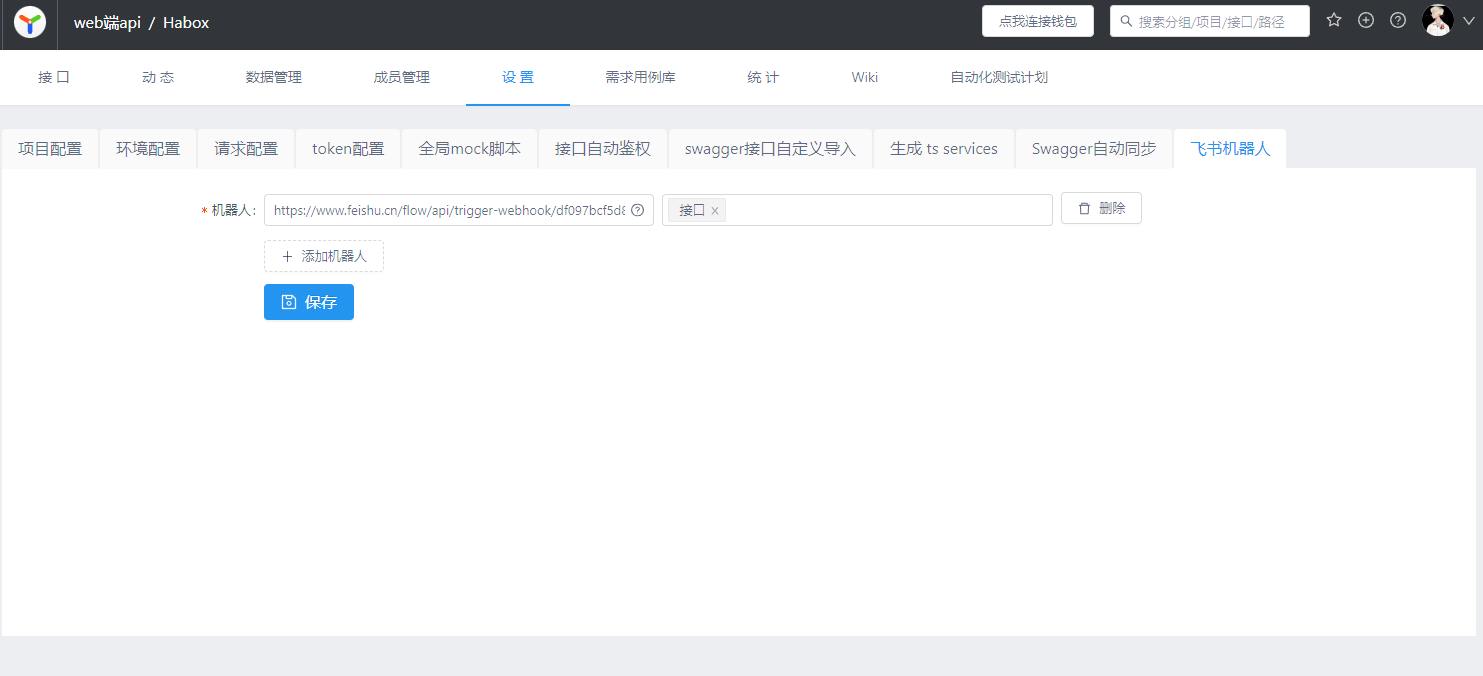 web端api / Habox
点我连接钱包
搜索分组/项目/接口/路径
接 口 动 态 数据管理 成员管理 设 置 需求用例库 统 计 Wiki 自动化测试计划
项目配置 环境配置 请求配置 token配置 全局mock脚本 接口自动鉴权 swagger接口自定义导入 生成 ts services Swagger自动同步 飞书机器人
* 机器人: https://www.feishu.cn/flow/api/trigger-webhook/df097bcf5d8 接口 删除
添加机器人
保存